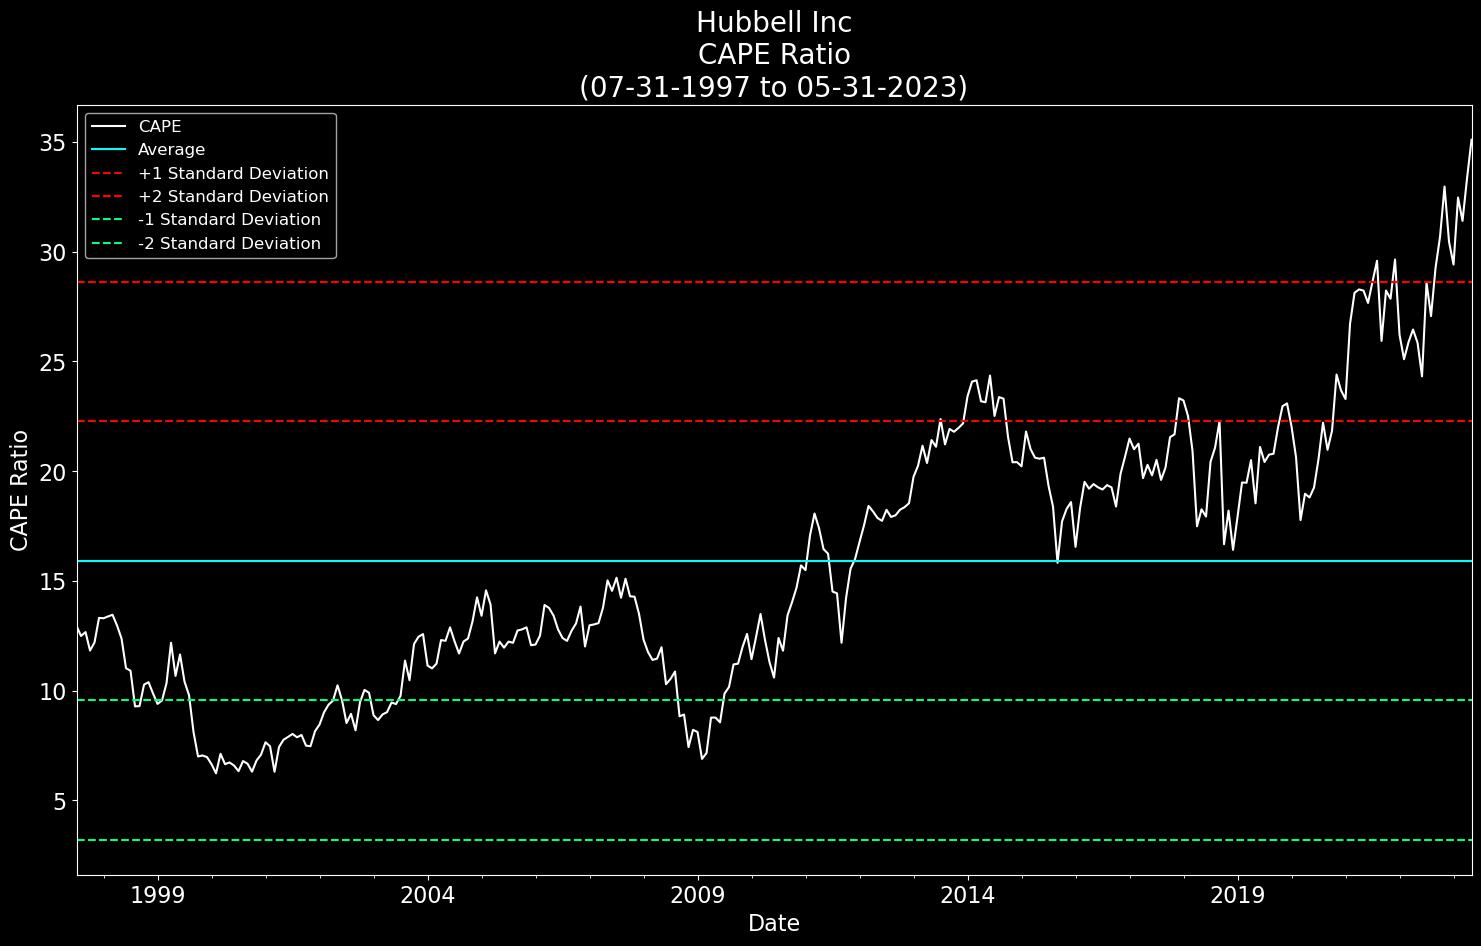 Hubbell Inc
CAPE Ratio
(07-31-1997 to 05-31-2023)
CAPE
Average
+1 Standard Deviation
+2 Standard Deviation
-1 Standard Deviation
-2 Standard Deviation
35
30
25
20
15
10
5
CAPE Ratio
1999
2004
2009
2014
2019
Date